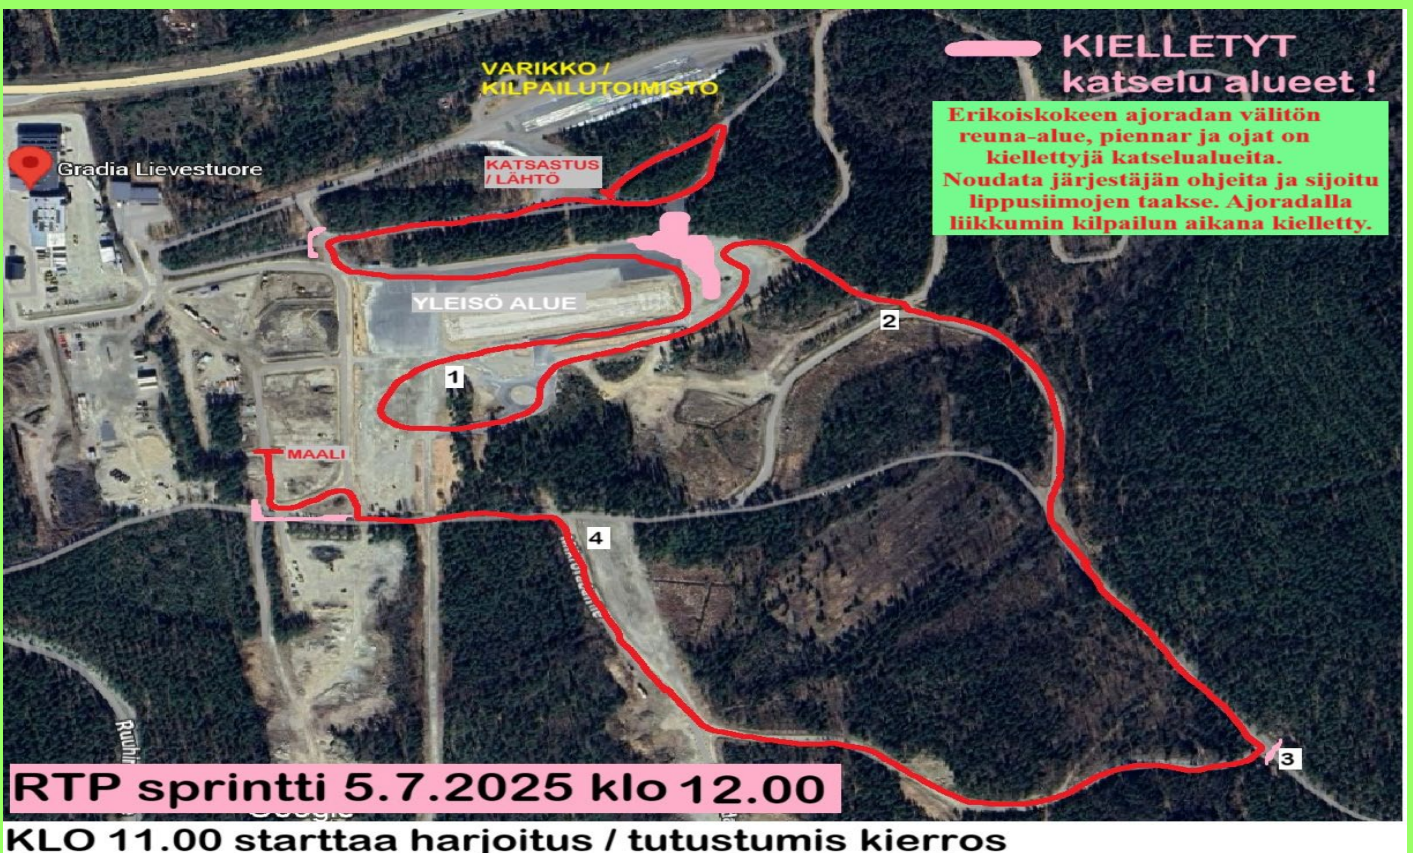 KIELLETYT
katselu alueet !
VARIKKO /
KILPAILUTOIMISTO
Erikoiskokeen ajoradan välitön
reuna-alue, piennar ja ojat on
kiellettyjä katselualueita.
Noudata järjestäjän ohjeita ja sijoitu
lippusiimojen taakse. Ajoradalla
liikkumin kilpailun aikana kielletty.
Gradia Lievestuore
KATSASTUS
/ LÄHTÖ
YLEISÖ ALUE
2
1
MAALI
4
3
RTP sprintti 5.7.2025 klo 12.00
KLO 11.00 starttaa harjoitus / tutustumis kierros